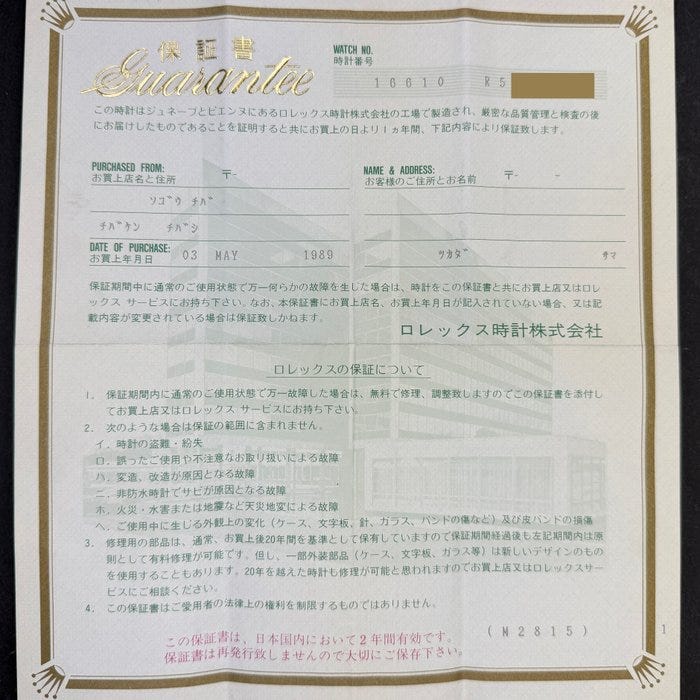 保証書
Guarantee
WATCH NO.
時計番号
16610 R5
この時計はジュネーブとビエンヌにあるロレックス時計株式会社の工場で製造され、厳密な品質管理と検査の後
にお届けしたものであることを証明すると共にお買上の日より1ヵ年間、下記内容により保証致します。
PURCHASED FROM:
お買上店名と住所 〒-
ソゴウ チバ
チバケン チバシ
NAME & ADDRESS:
お客様のご住所とお名前 〒- -
DATE OF PURCHASE:
お買上年月日 03 MAY 1989
ツカダ サマ
保証期間中に通常のご使用状態で万一何らかの故障を生した場合は、時計をこの保証書と共にお買上店又はロレ
ックス サービスにお持ち下さい。なお、本保証書にお買上店名、お買上年月日が記入されていない場合、又は記
載内容が変更されている場合は保証致しかねます。
ロレックス時計株式会社
ロレックスの保証について
1. 保証期間内に通常のご使用状態で万一故障した場合は、無料で修理、調整致しますのでこの保証書を添付し
てお買上店又はロレックス サービスにお持ち下さい。
2. 次のような場合は保証の範囲に含まれません。
イ. 時計の盗難・紛失
ロ. 誤ったご使用や不注意なお取り扱いによる故障
ハ. 変造、改造が原因となる故障
ニ. 非防水時計でサビが原因となる故障
ホ. 火災・水害または地震など天災地変による故障
ヘ. ご使用中に生じる外観上の変化 (ケース、文字板、針、ガラス、バンドの傷など) 及び皮バンドの損傷
3. 修理用の部品は、通常、お買上後20年間を基準として保有していますので保証期間経過後も左記期間内は原
則として有料修理が可能です。但し、一部外装部品 (ケース、文字板、ガラス等) は新しいデザインのもの
を使用することもあります。20年を越えた時計も修理が可能と思われますのでお買上店又はロレックスサー
ビスにご相談ください。
4. この保証書はご愛用者の法律上の権利を制限するものではありません。
この保証書は、日本国内において2年間有効です。
保証書は再発行致しませんので大切にご保存下さい。
(N2815)
1